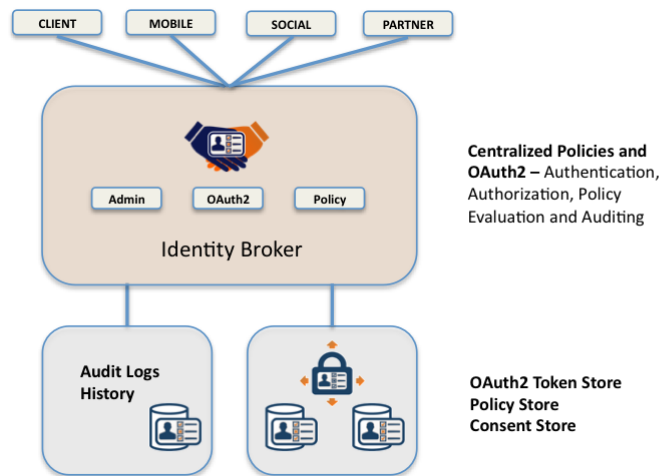 CLIENT
MOBILE
SOCIAL
PARTNER
Admin
OAuth2
Policy
Identity Broker
Centralized Policies and
OAuth2 – Authentication,
Authorization, Policy
Evaluation and Auditing
Audit Logs
History
OAuth2 Token Store
Policy Store
Consent Store